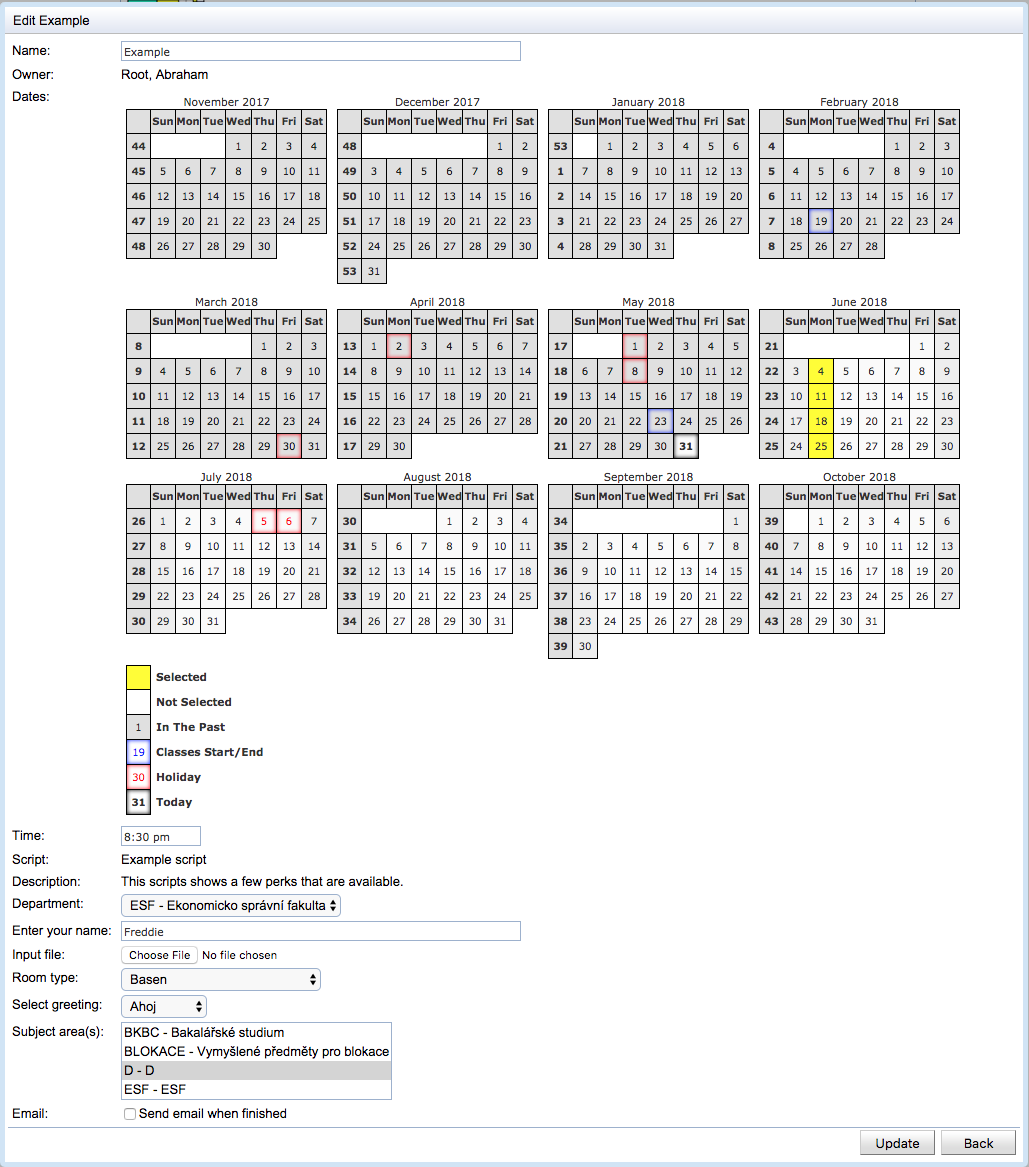 Edit Example
Name: Example
Owner: Root, Abraham
Dates:
November 2017 December 2017 January 2018 February 2018
Sun Mon Tue Wed Thu Fri Sat Sun Mon Tue Wed Thu Fri Sat Sun Mon Tue Wed Thu Fri Sat Sun Mon Tue Wed Thu Fri Sat
44 1 2 3 4 48 1 2 53 1 2 3 4 5 6 4 1 2 3
45 5 6 7 8 9 10 11 49 3 4 5 6 7 8 9 1 7 8 9 10 11 12 13 5 4 5 6 7 8 9 10
46 12 13 14 15 16 17 18 50 10 11 12 13 14 15 16 2 14 15 16 17 18 19 20 6 11 12 13 14 15 16 17
47 19 20 21 22 23 24 25 51 17 18 19 20 21 22 23 3 21 22 23 24 25 26 27 7 18 19 20 21 22 23 24
48 26 27 28 29 30 52 24 25 26 27 28 29 30 4 28 29 30 31 8 25 26 27 28
53 31
March 2018 April 2018 May 2018 June 2018
Sun Mon Tue Wed Thu Fri Sat Sun Mon Tue Wed Thu Fri Sat Sun Mon Tue Wed Thu Fri Sat Sun Mon Tue Wed Thu Fri Sat
8 1 2 3 13 1 2 3 4 5 6 7 17 1 2 3 4 5 21 1 2
9 4 5 6 7 8 9 10 14 8 9 10 11 12 13 14 18 6 7 8 9 10 11 12 22 3 4 5 6 7 8 9
10 11 12 13 14 15 16 17 15 15 16 17 18 19 20 21 19 13 14 15 16 17 18 19 23 10 11 12 13 14 15 16
11 18 19 20 21 22 23 24 16 22 23 24 25 26 27 28 20 20 21 22 23 24 25 26 24 17 18 19 20 21 22 23
12 25 26 27 28 29 30 31 17 29 30 21 27 28 29 30 31 25 24 25 26 27 28 29 30
July 2018 August 2018 September 2018 October 2018
Sun Mon Tue Wed Thu Fri Sat Sun Mon Tue Wed Thu Fri Sat Sun Mon Tue Wed Thu Fri Sat Sun Mon Tue Wed Thu Fri Sat
26 1 2 3 4 5 6 7 30 1 2 3 4 34 1 39 1 2 3 4 5 6
27 8 9 10 11 12 13 14 31 5 6 7 8 9 10 11 35 2 3 4 5 6 7 8 40 7 8 9 10 11 12 13
28 15 16 17 18 19 20 21 32 12 13 14 15 16 17 18 36 9 10 11 12 13 14 15 41 14 15 16 17 18 19 20
29 22 23 24 25 26 27 28 33 19 20 21 22 23 24 25 37 16 17 18 19 20 21 22 42 21 22 23 24 25 26 27
30 29 30 31 34 26 27 28 29 30 31 38 23 24 25 26 27 28 29 43 28 29 30 31
39 30
Selected
Not Selected
1 In The Past
19 Classes Start/End
30 Holiday
31 Today
Time: 8:30 pm
Script: Example script
Description: This scripts shows a few perks that are available.
Department: ESF - Ekonomicko správní fakulta
Enter your name: Freddie
Input file: Choose File No file chosen
Room type: Basen
Select greeting: Ahoj
Subject area(s): BKBC - Bakalářské studium
BLOKACE - Vymyšlené předměty pro blokace
D - D
ESF - ESF
Email: Send email when finished
Update Back